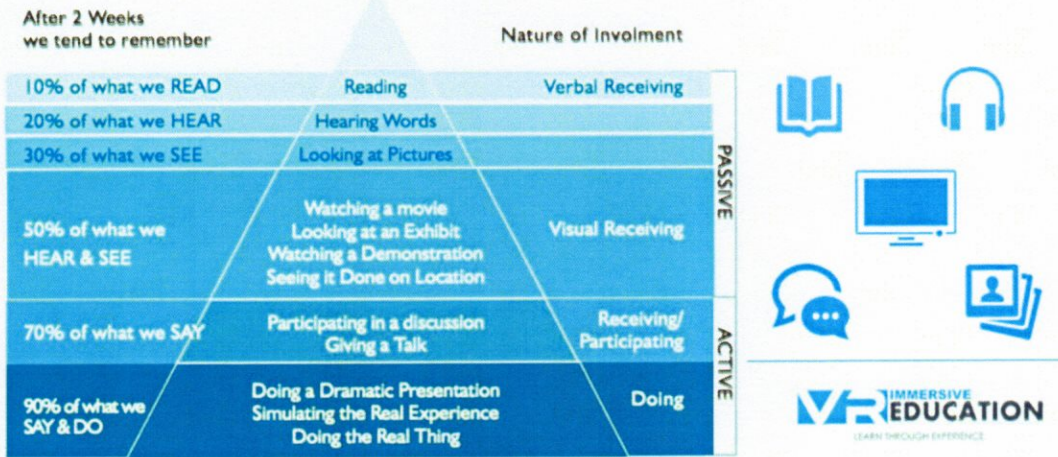 After 2 Weeks
we tend to remember
Nature of Involment
10% of what we READ
Reading
Verbal Receiving
20% of what we HEAR
Hearing Words
30% of what we SEE
Looking at Pictures
50% of what we
HEAR & SEE
Watching a movie
Looking at an Exhibit
Watching a Demonstration
Seeing it Done on Location
Visual Receiving
PASSIVE
70% of what we SAY
Participating in a discussion
Giving a Talk
Receiving/
Participating
90% of what we
SAY & DO
Doing a Dramatic Presentation
Simulating the Real Experience
Doing the Real Thing
Doing
ACTIVE
VR IMMERSIVE
EDUCATION
LEARN THROUGH EXPERIENCE